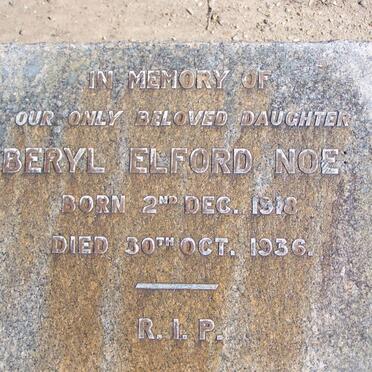 IN MEMORY OF
OUR ONLY BELOVED DAUGHTER
BERYL ELFORD NOE
BORN 2ND DEC. 1918
DIED 30TH OCT. 1936.
R.I.P.